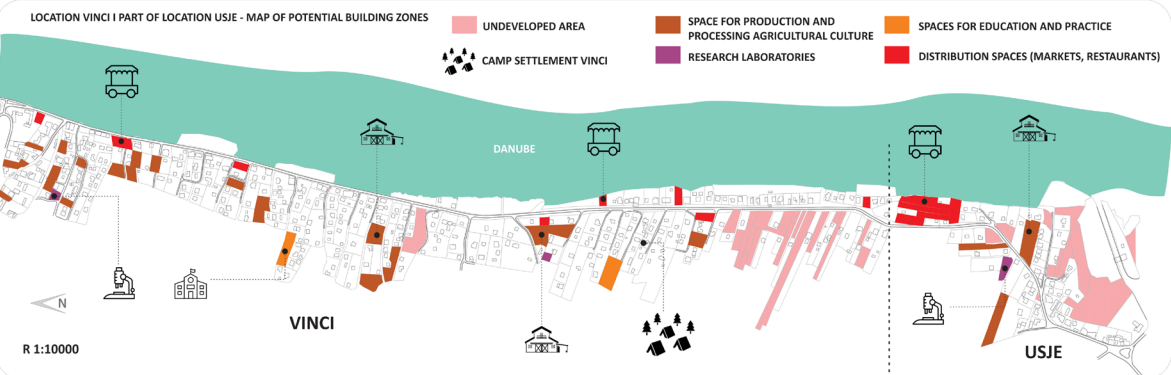 LOCATION VINCI I PART OF LOCATION USJE - MAP OF POTENTIAL BUILDING ZONES
UNDEVELOPED AREA
CAMP SETTLEMENT VINCI
SPACE FOR PRODUCTION AND
PROCESSING AGRICULTURAL CULTURE
RESEARCH LABORATORIES
SPACES FOR EDUCATION AND PRACTICE
DISTRIBUTION SPACES (MARKETS, RESTAURANTS)
DANUBE
N
VINCI
USJE
R 1:10000